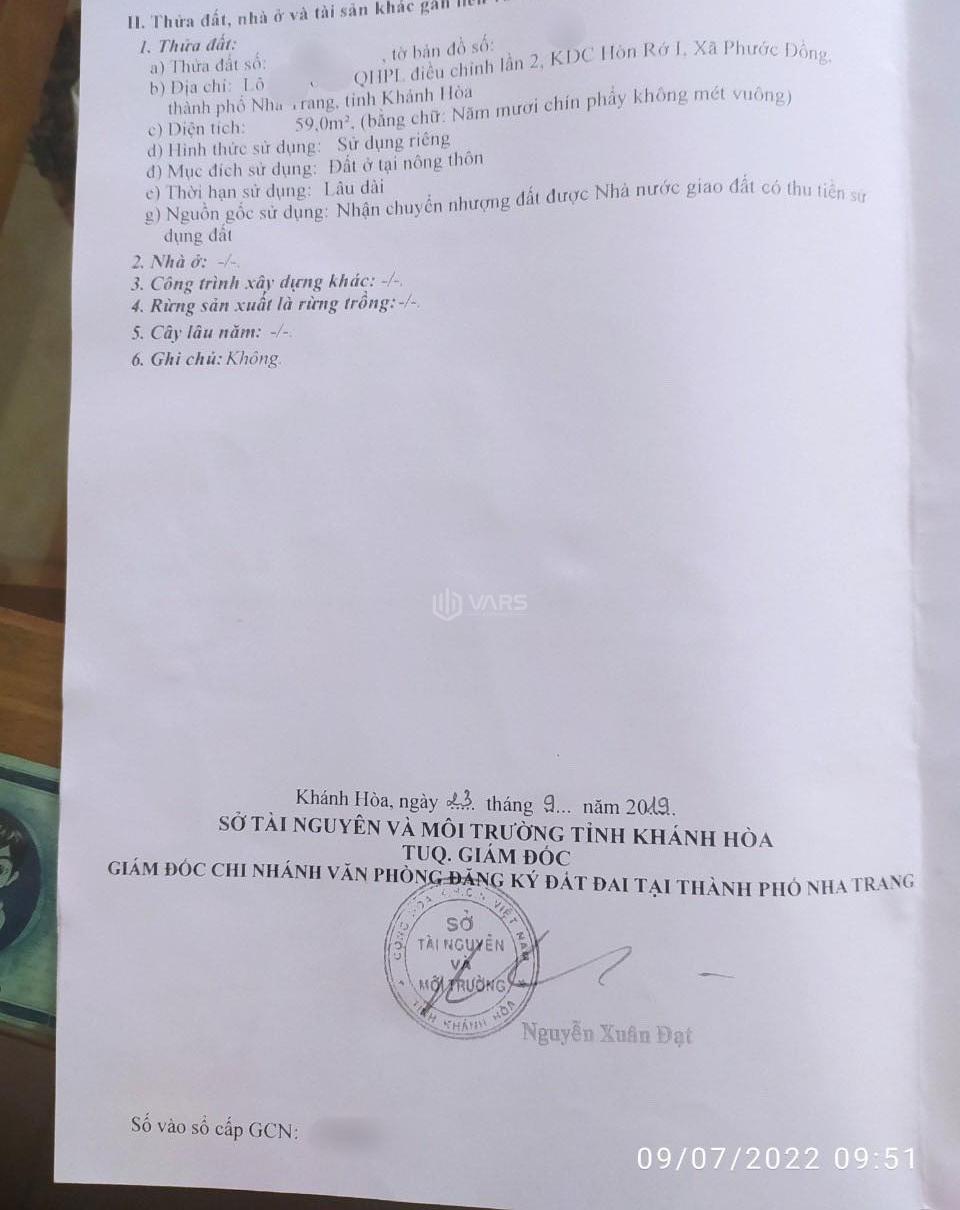 II. Thửa đất, nhà ở và tài sản khác gắn liền
1. Thửa đất:
a) Thửa đất số: , tờ bản đồ số:
b) Địa chỉ: Lô QHPL điều chỉnh lần 2, KDC Hòn Rớ I, Xã Phước Đồng,
thành phố Nha Trang, tỉnh Khánh Hòa
c) Diện tích: 59,0m², (bằng chữ: Năm mươi chín phẩy không mét vuông)
d) Hình thức sử dụng: Sử dụng riêng
đ) Mục đích sử dụng: Đất ở tại nông thôn
e) Thời hạn sử dụng: Lâu dài
g) Nguồn gốc sử dụng: Nhận chuyển nhượng đất được Nhà nước giao đất có thu tiền sử
dụng đất
2. Nhà ở: -/-.
3. Công trình xây dựng khác: -/-.
4. Rừng sản xuất là rừng trồng: -/-.
5. Cây lâu năm: -/-.
6. Ghi chú: Không.
VARS
Khánh Hòa, ngày 23 tháng 9... năm 2019.
SỞ TÀI NGUYÊN VÀ MÔI TRƯỜNG TỈNH KHÁNH HÒA
TUQ. GIÁM ĐỐC
GIÁM ĐỐC CHI NHÁNH VĂN PHÒNG ĐĂNG KÝ ĐẤT ĐAI TẠI THÀNH PHỐ NHA TRANG
CỘNG HÒA X.H.C.N VIỆT NAM
SỞ
TÀI NGUYÊN
VÀ
MÔI TRƯỜNG
TỈNH KHÁNH HÒA
Nguyễn Xuân Đạt
Số vào sổ cấp GCN:
09/07/2022 09:51